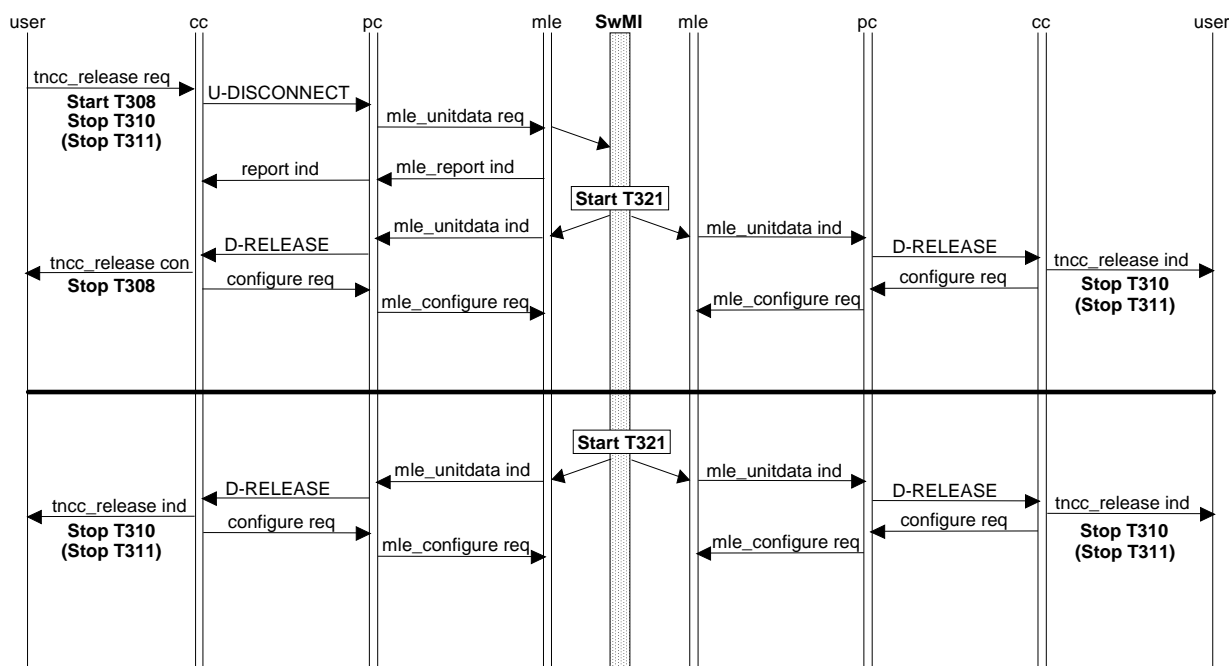 user cc pc mle SwMI mle pc cc user
tncc_release req
Start T308
Stop T310
(Stop T311)
U-DISCONNECT
mle_unitdata req
report ind
mle_report ind
Start T321
mle_unitdata ind
mle_unitdata ind
D-RELEASE
D-RELEASE
tncc_release con
Stop T308
tncc_release ind
Stop T310
(Stop T311)
configure req
configure req
mle_configure req
mle_configure req
Start T321
mle_unitdata ind
mle_unitdata ind
D-RELEASE
D-RELEASE
tncc_release ind
Stop T310
(Stop T311)
tncc_release ind
Stop T310
(Stop T311)
configure req
configure req
mle_configure req
mle_configure req